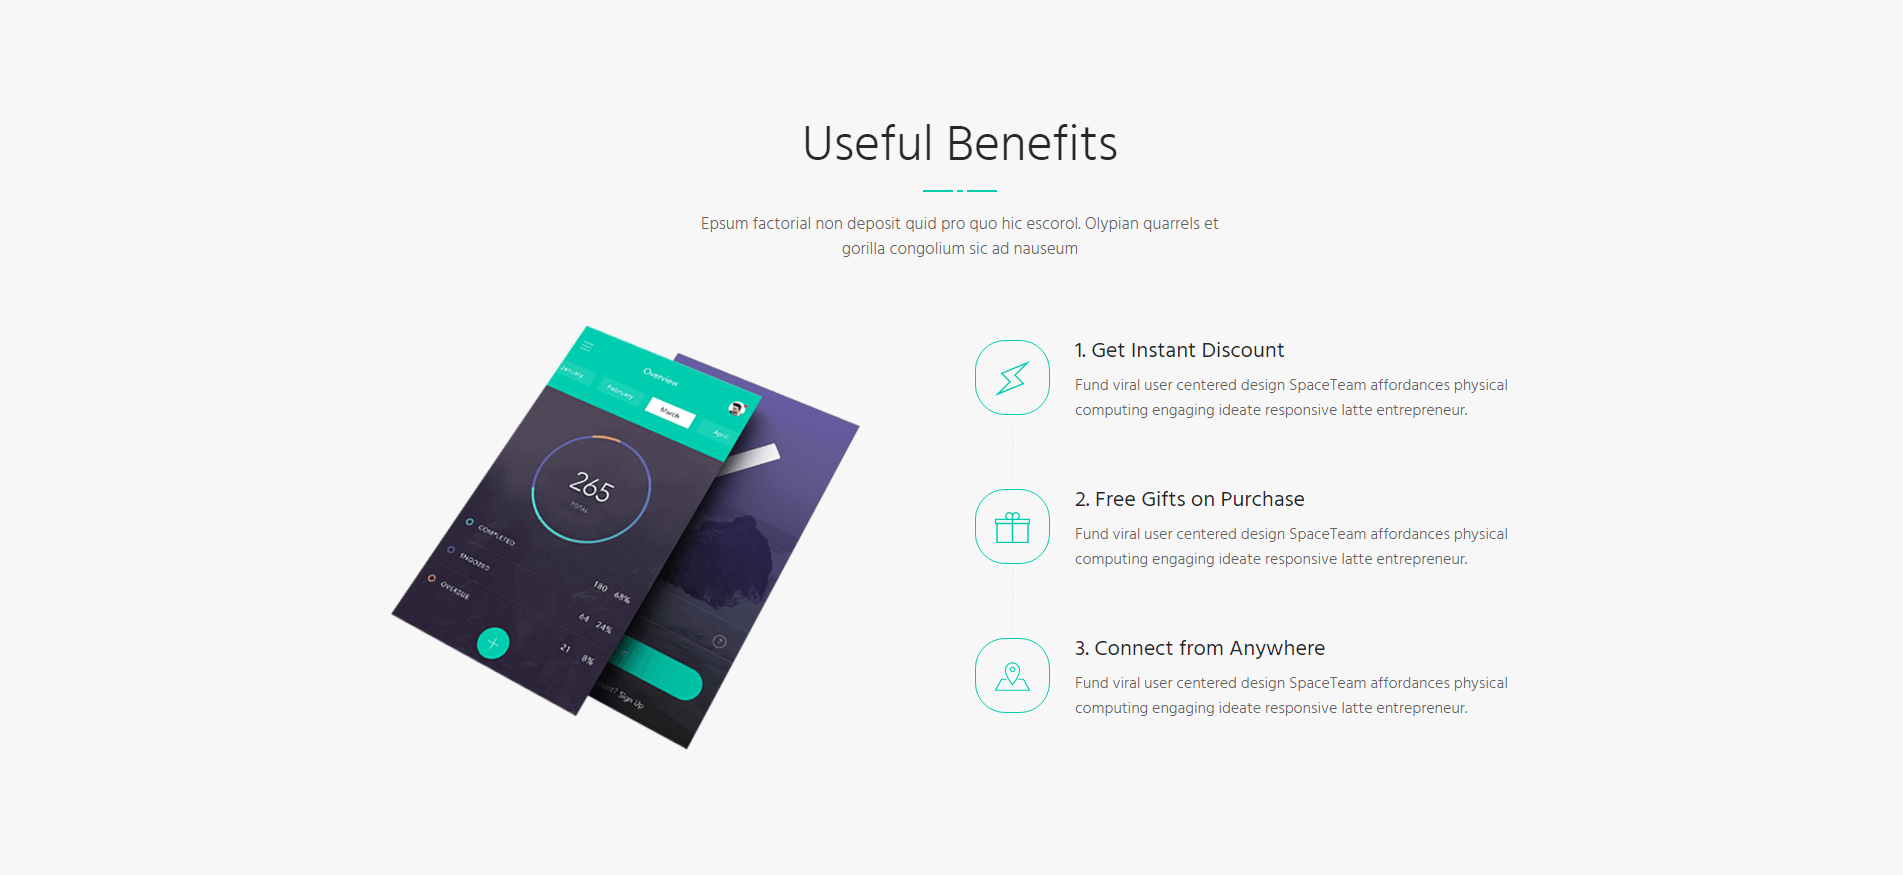 Useful Benefits
Epsum factorial non deposit quid pro quo hic escorol. Olypian quarrels et
gorilla congolium sic ad nauseum
Overview
January
February
March
April
265
TOTAL
COMPLETED
180 68%
SNOOZED
64 24%
OVERDUE
21 8%
?
Sign Up
1. Get Instant Discount
Fund viral user centered design SpaceTeam affordances physical
computing engaging ideate responsive latte entrepreneur.
2. Free Gifts on Purchase
Fund viral user centered design SpaceTeam affordances physical
computing engaging ideate responsive latte entrepreneur.
3. Connect from Anywhere
Fund viral user centered design SpaceTeam affordances physical
computing engaging ideate responsive latte entrepreneur.